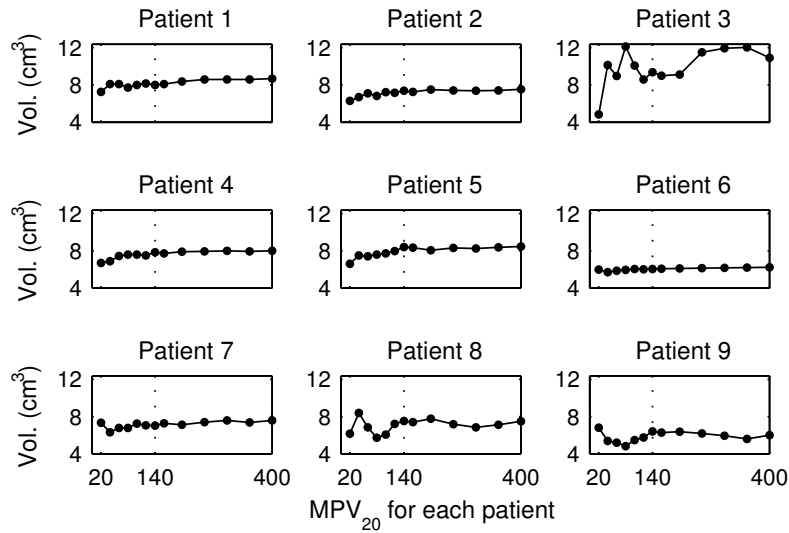 Patient 1
Patient 2
Patient 3
Vol. (cm³)
12
8
4
12
8
4
12
8
4
Patient 4
Patient 5
Patient 6
Vol. (cm³)
12
8
4
12
8
4
12
8
4
Patient 7
Patient 8
Patient 9
Vol. (cm³)
12
8
4
12
8
4
12
8
4
20 140 400
20 140 400
20 140 400
MPV₂₀ for each patient